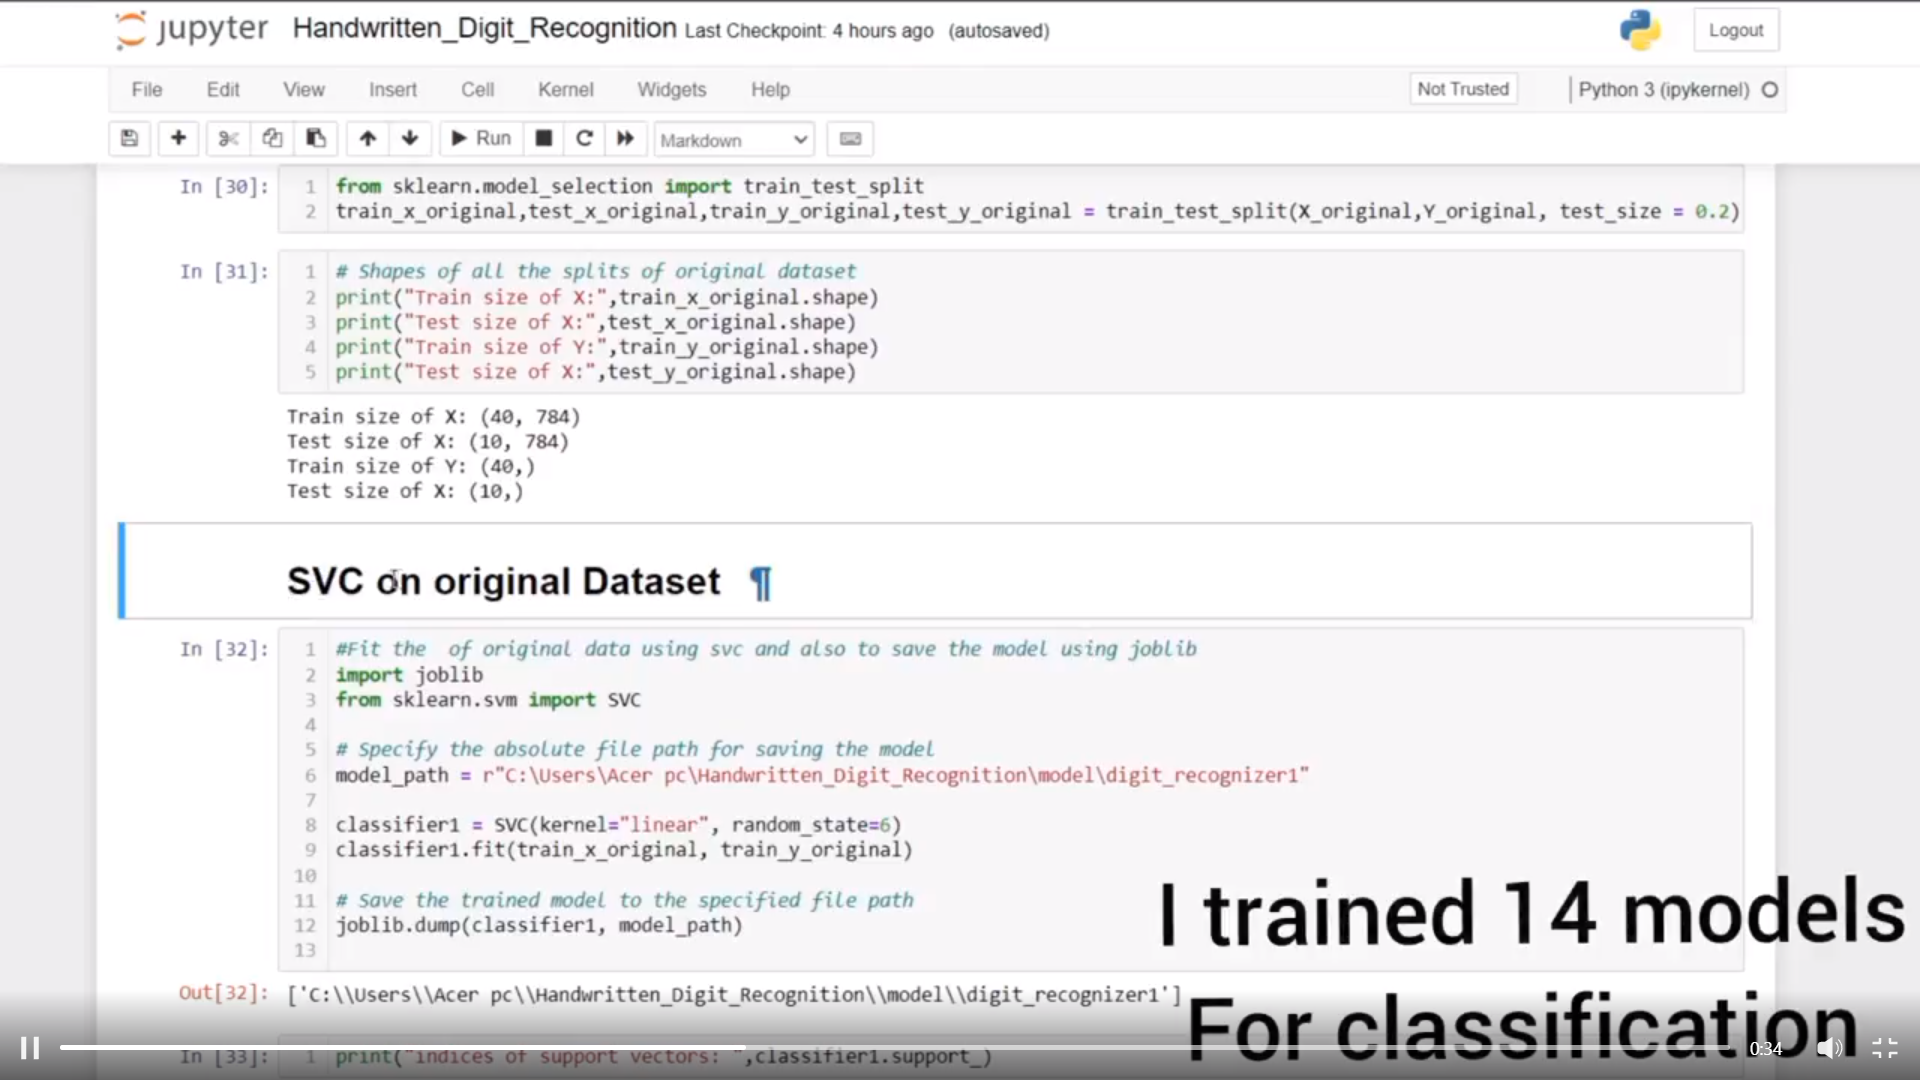 jupyter Handwritten_Digit_Recognition Last Checkpoint: 4 hours ago (autosaved) Logout
File Edit View Insert Cell Kernel Widgets Help Not Trusted Python 3 (ipykernel)
Run Markdown
In [30]:
1 from sklearn.model_selection import train_test_split
2 train_x_original,test_x_original,train_y_original,test_y_original = train_test_split(X_original,Y_original, test_size = 0.2)
In [31]:
1 # Shapes of all the splits of original dataset
2 print("Train size of X:",train_x_original.shape)
3 print("Test size of X:",test_x_original.shape)
4 print("Train size of Y:",train_y_original.shape)
5 print("Test size of X:",test_y_original.shape)
Train size of X: (40, 784)
Test size of X: (10, 784)
Train size of Y: (40,)
Test size of X: (10,)
SVC on original Dataset ¶
In [32]:
1 #Fit the  of original data using svc and also to save the model using joblib
2 import joblib
3 from sklearn.svm import SVC
4
5 # Specify the absolute file path for saving the model
6 model_path = r"C:\Users\Acer pc\Handwritten_Digit_Recognition\model\digit_recognizer1"
7
8 classifier1 = SVC(kernel="linear", random_state=6)
9 classifier1.fit(train_x_original, train_y_original)
10
11 # Save the trained model to the specified file path
12 joblib.dump(classifier1, model_path)
13
Out[32]: ['C:\\Users\\Acer pc\\Handwritten_Digit_Recognition\\model\\digit_recognizer1']
In [33]: 1 print("indices of support vectors: ",classifier1.support_)
I trained 14 models
For classification
0:34